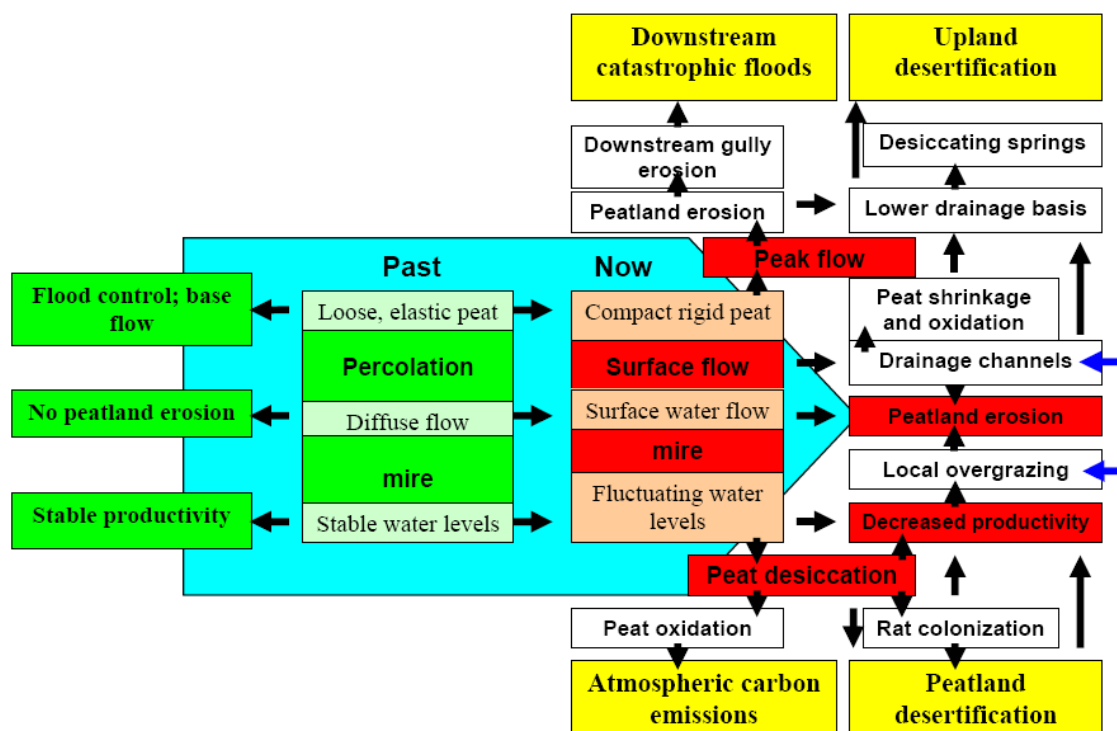 Downstream
catastrophic floods
Upland
desertification
Downstream gully
erosion
Desiccating springs
Peatland erosion
Lower drainage basis
Past
Now
Peak flow
Flood control; base
flow
Loose, elastic peat
Compact rigid peat
Peat shrinkage
and oxidation
Percolation
Surface flow
Drainage channels
No peatland erosion
Diffuse flow
Surface water flow
Peatland erosion
mire
mire
Local overgrazing
Stable productivity
Stable water levels
Fluctuating water
levels
Decreased productivity
Peat desiccation
Peat oxidation
Rat colonization
Atmospheric carbon
emissions
Peatland
desertification